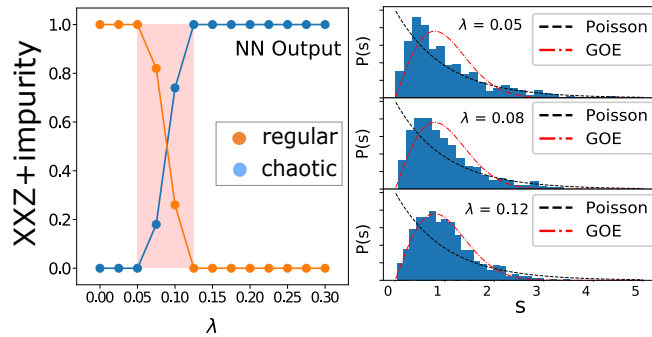 XXZ+impurity
1.0
0.8
0.6
0.4
0.2
0.0
NN Output
regular
chaotic
0.00 0.05 0.10 0.15 0.20 0.25 0.30
λ
P(s)
λ = 0.05
Poisson
GOE
P(s)
λ = 0.08
Poisson
GOE
P(s)
λ = 0.12
Poisson
GOE
0 1 2 3 4 5
s